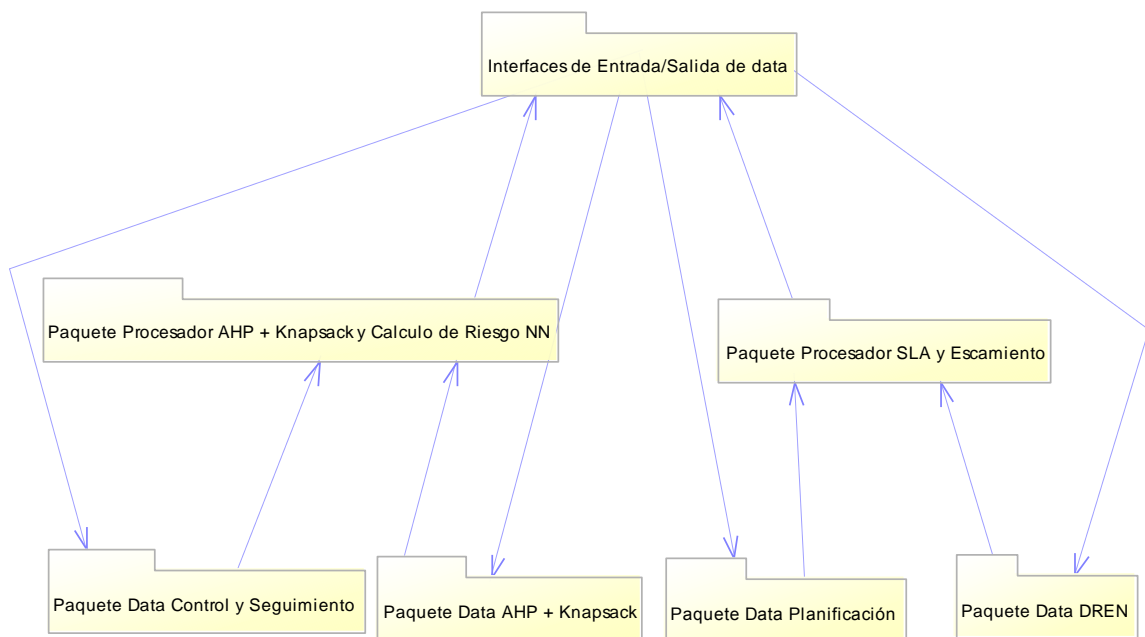 Interfaces de Entrada/Salida de data
Paquete Procesador AHP + Knapsack y Calculo de Riesgo NN
Paquete Procesador SLA y Escamiento
Paquete Data Control y Seguimiento
Paquete Data AHP + Knapsack
Paquete Data Planificación
Paquete Data DREN